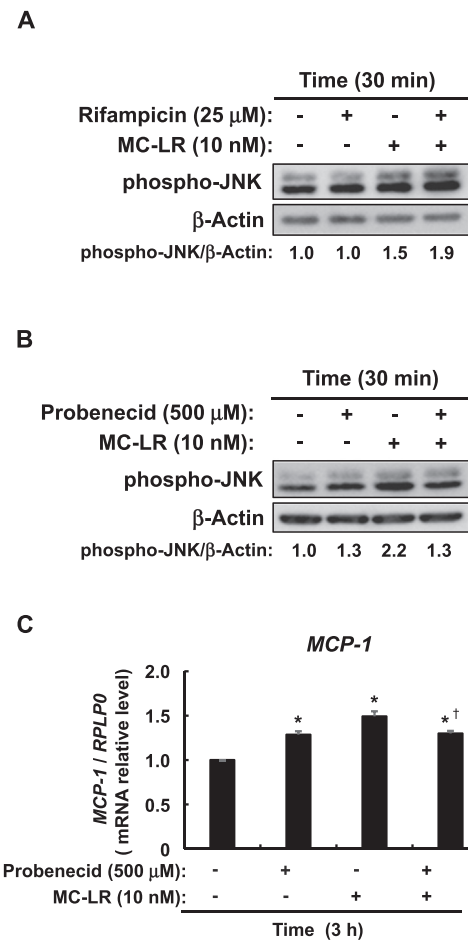 A
Time (30 min)
Rifampicin (25 μM): - + - +
MC-LR (10 nM): - - + +
phospho-JNK
β-Actin
phospho-JNK/β-Actin: 1.0 1.0 1.5 1.9
B
Time (30 min)
Probenecid (500 μM): - + - +
MC-LR (10 nM): - - + +
phospho-JNK
β-Actin
phospho-JNK/β-Actin: 1.0 1.3 2.2 1.3
C
MCP-1
MCP-1 / RPLP0
( mRNA relative level)
2.0
1.5
1.0
0.5
0
* * *†
Probenecid (500 μM): - + - +
MC-LR (10 nM): - - + +
Time (3 h)